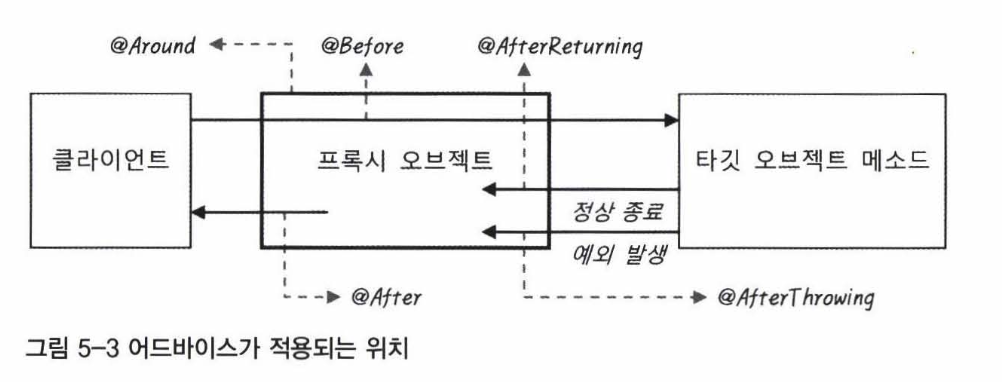 @Around @Before @AfterReturning
클라이언트 프록시 오브젝트 타깃 오브젝트 메소드
정상 종료
예외 발생
@After @AfterThrowing
그림 5-3 어드바이스가 적용되는 위치